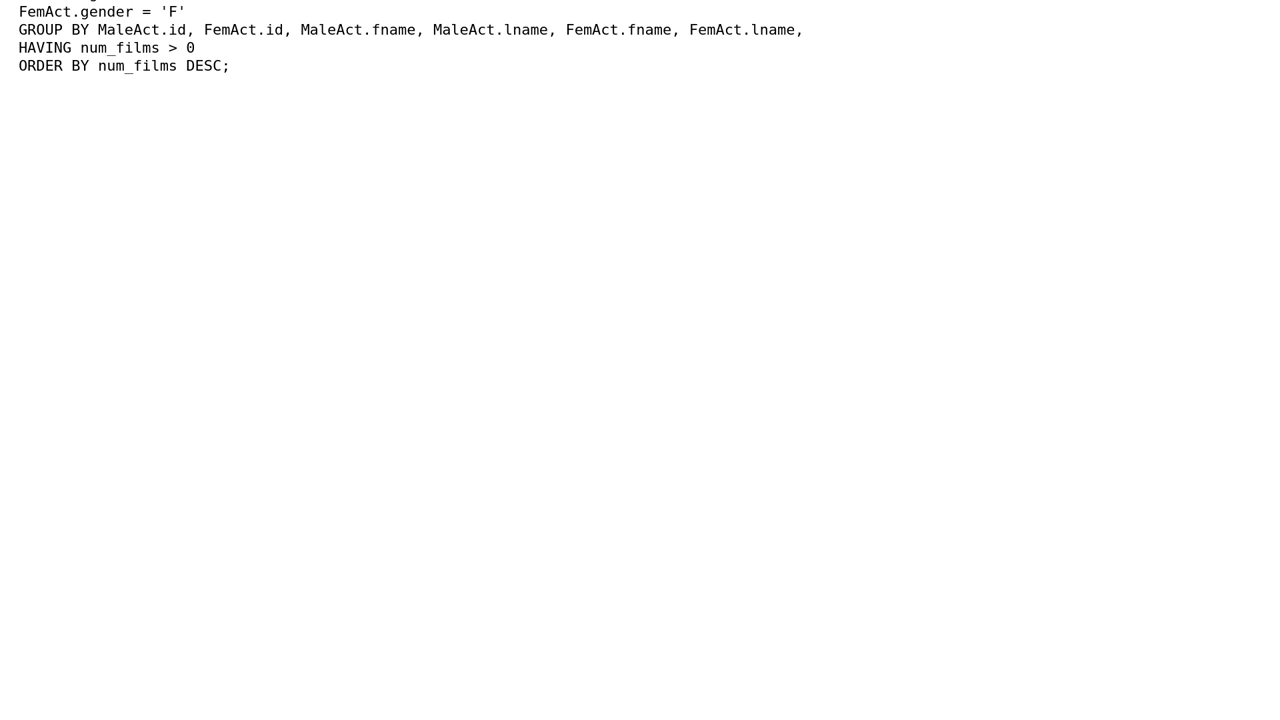 FemAct.gender = 'F'
GROUP BY MaleAct.id, FemAct.id, MaleAct.fname, MaleAct.lname, FemAct.fname, FemAct.lname,
HAVING num_films > 0
ORDER BY num_films DESC;